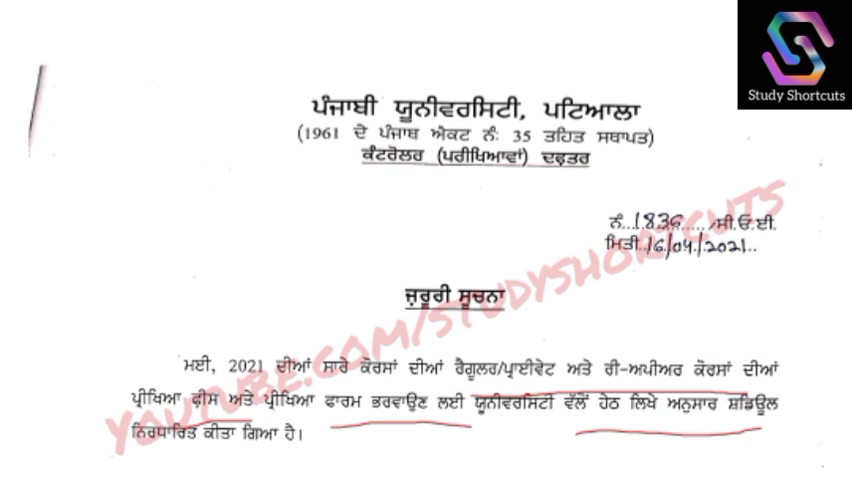 Study Shortcuts
ਪੰਜਾਬੀ ਯੂਨੀਵਰਸਿਟੀ, ਪਟਿਆਲਾ
(1961 ਦੇ ਪੰਜਾਬ ਐਕਟ ਨੰ: 35 ਤਹਿਤ ਸਥਾਪਤ)
ਕੰਟਰੋਲਰ (ਪਰੀਖਿਆਵਾਂ) ਦਫ਼ਤਰ
ਨੰ...1836...../ਸੀ.ਓ.ਈ.
ਮਿਤੀ..16/04/2021..
ਜ਼ਰੂਰੀ ਸੂਚਨਾ
ਮਈ, 2021 ਦੀਆਂ ਸਾਰੇ ਕੋਰਸਾਂ ਦੀਆਂ ਰੈਗੂਲਰ/ਪ੍ਰਾਈਵੇਟ ਅਤੇ ਰੀ-ਅਪੀਅਰ ਕੋਰਸਾਂ ਦੀਆਂ
ਪ੍ਰੀਖਿਆ ਫ਼ੀਸ ਅਤੇ ਪ੍ਰੀਖਿਆ ਫਾਰਮ ਭਰਵਾਉਣ ਲਈ ਯੂਨੀਵਰਸਿਟੀ ਵੱਲੋਂ ਹੇਠ ਲਿਖੇ ਅਨੁਸਾਰ ਸ਼ਡਿਊਲ
ਨਿਰਧਾਰਿਤ ਕੀਤਾ ਗਿਆ ਹੈ।
YOUTUBE.COM/STUDYSHORTCUTS